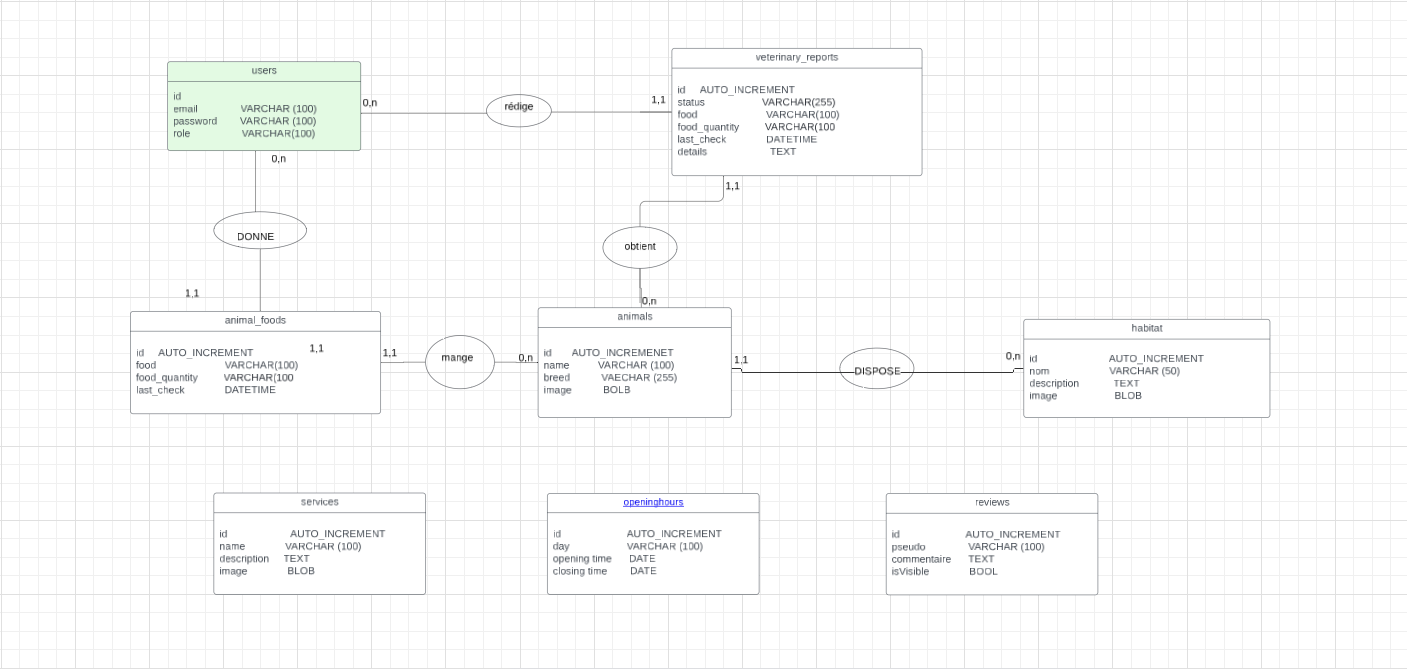 users
id
email VARCHAR (100)
password VARCHAR (100)
role VARCHAR(100)
0,n
rédige
1,1
veterinary_reports
id AUTO_INCREMENT
status VARCHAR(255)
food VARCHAR(100)
food_quantity VARCHAR(100
last_check DATETIME
details TEXT
0,n
DONNE
1,1
1,1
obtient
0,n
animal_foods
id AUTO_INCREMENT 1,1
food VARCHAR(100)
food_quantity VARCHAR(100
last_check DATETIME
1,1
mange
0,n
animals
id AUTO_INCREMENET
name VARCHAR (100)
breed VAECHAR (255)
image BOLB
1,1
DISPOSE
0,n
habitat
id AUTO_INCREMENT
nom VARCHAR (50)
description TEXT
image BLOB
services
id AUTO_INCREMENT
name VARCHAR (100)
description TEXT
image BLOB
openinghours
id AUTO_INCREMENT
day VARCHAR (100)
opening time DATE
closing time DATE
reviews
id AUTO_INCREMENT
pseudo VARCHAR (100)
commentaire TEXT
isVisible BOOL